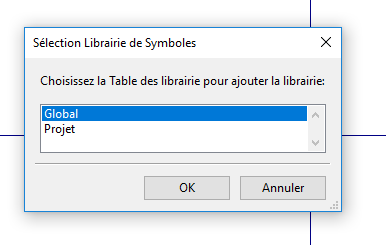 Sélection Librairie de Symboles
Choisissez la Table des librairie pour ajouter la librairie:
Global
Projet
OK
Annuler